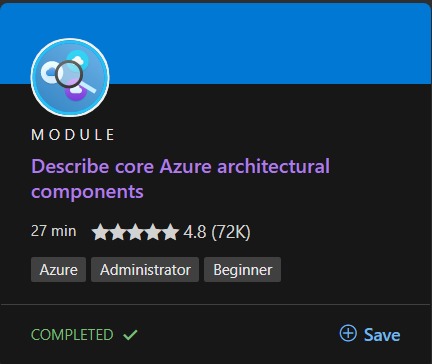 MODULE
Describe core Azure architectural
components
27 min 4.8 (72K)
Azure Administrator Beginner
COMPLETED Save